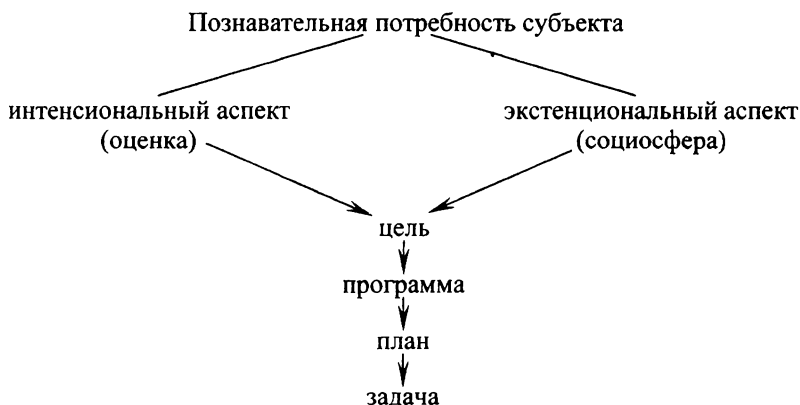 Познавательная потребность субъекта
интенсиональный аспект
(оценка)
экстенциональный аспект
(социосфера)
цель
программа
план
задача